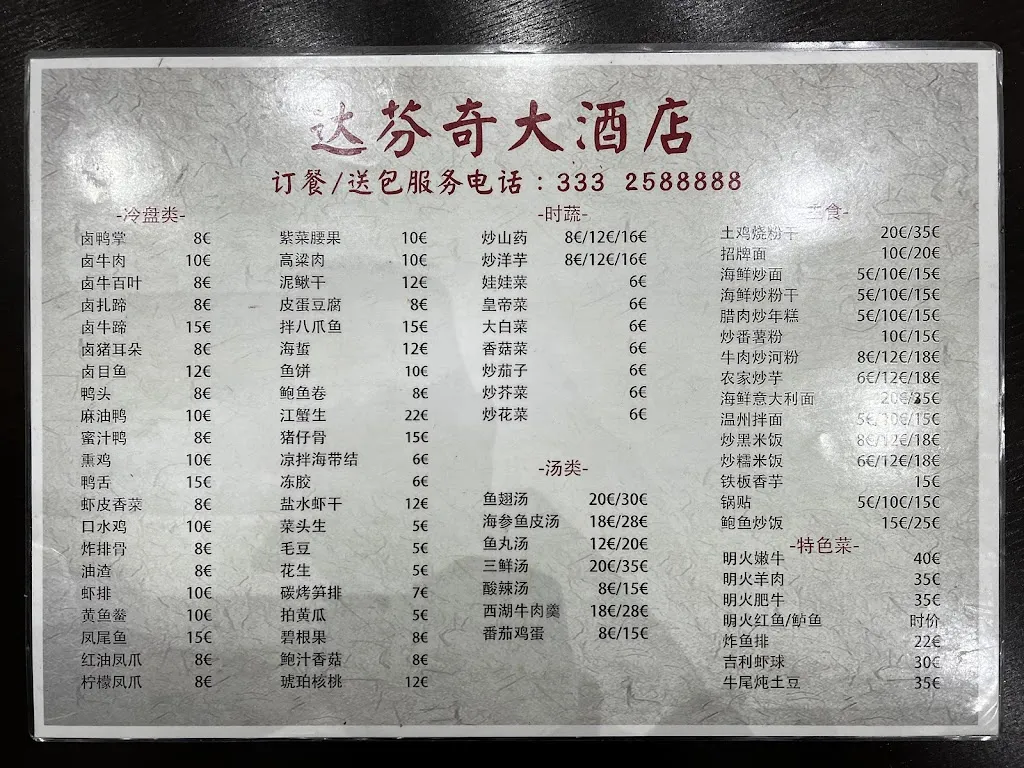 达芬奇大酒店
订餐/送包服务电话：333 2588888
-冷盘类-
卤鸭掌 8€
卤牛肉 10€
卤牛百叶 8€
卤扎蹄 8€
卤牛蹄 15€
卤猪耳朵 8€
卤目鱼 12€
鸭头 8€
麻油鸭 10€
蜜汁鸭 8€
熏鸡 10€
鸭舌 15€
虾皮香菜 8€
口水鸡 10€
炸排骨 8€
油渣 8€
虾排 10€
黄鱼鲞 10€
凤尾鱼 15€
红油凤爪 8€
柠檬凤爪 8€
紫菜腰果 10€
高粱肉 10€
泥鳅干 12€
皮蛋豆腐 8€
拌八爪鱼 15€
海蜇 12€
鱼饼 10€
鲍鱼卷 8€
江蟹生 22€
猪仔骨 15€
凉拌海带结 6€
冻胶 6€
盐水虾干 12€
菜头生 5€
毛豆 5€
花生 5€
碳烤笋排 7€
拍黄瓜 5€
碧根果 8€
鲍汁香菇 8€
琥珀核桃 12€
-时蔬-
炒山药 8€/12€/16€
炒洋芋 8€/12€/16€
娃娃菜 6€
皇帝菜 6€
大白菜 6€
香菇菜 6€
炒茄子 6€
炒芥菜 6€
炒花菜 6€
-汤类-
鱼翅汤 20€/30€
海参鱼皮汤 18€/28€
鱼丸汤 12€/20€
三鲜汤 20€/35€
酸辣汤 8€/15€
西湖牛肉羹 18€/28€
番茄鸡蛋 8€/15€
-主食-
土鸡烧粉干 20€/35€
招牌面 10€/20€
海鲜炒面 5€/10€/15€
海鲜炒粉干 5€/10€/15€
腊肉炒年糕 5€/10€/15€
炒番薯粉 10€/15€
牛肉炒河粉 8€/12€/18€
农家炒芋 6€/12€/18€
海鲜意大利面 20€/35€
温州拌面 5€/10€/15€
炒黑米饭 8€/12€/18€
炒糯米饭 6€/12€/18€
铁板香芋 15€
锅贴 5€/10€/15€
鲍鱼炒饭 15€/25€
-特色菜-
明火嫩牛 40€
明火羊肉 35€
明火肥牛 35€
明火红鱼/鲈鱼 时价
炸鱼排 22€
吉利虾球 30€
牛尾炖土豆 35€